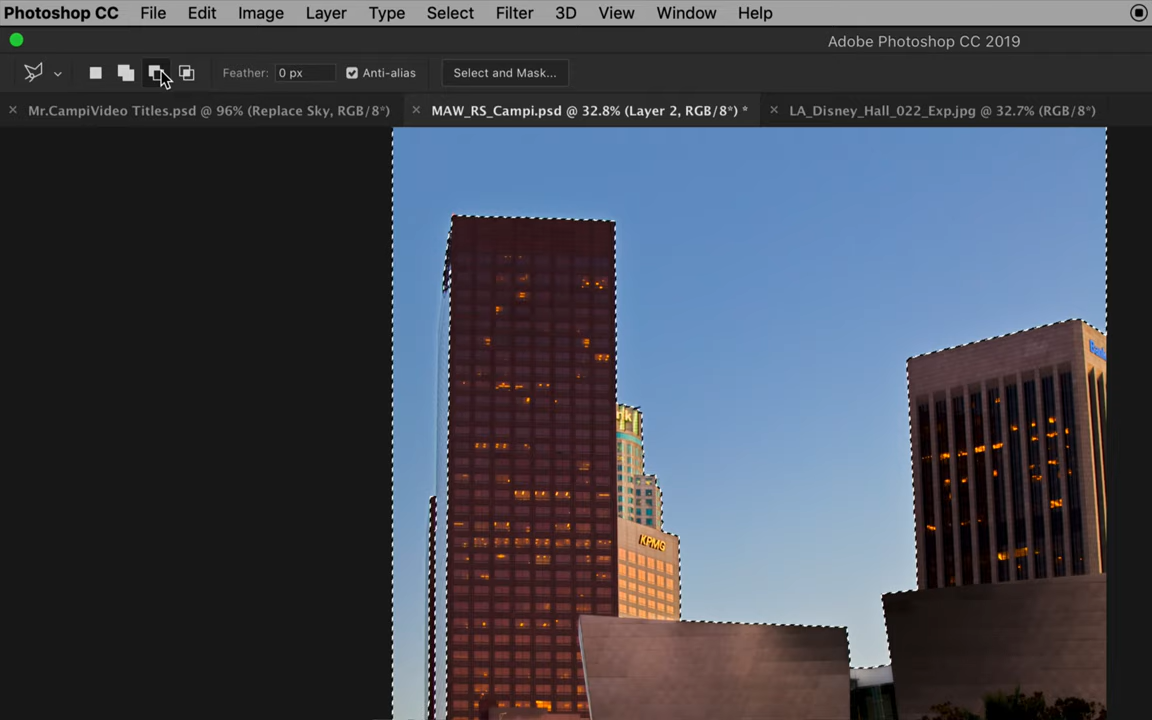 Photoshop CC File Edit Image Layer Type Select Filter 3D View Window Help
Adobe Photoshop CC 2019
Feather: 0 px Anti-alias Select and Mask...
× Mr.CampiVideo Titles.psd @ 96% (Replace Sky, RGB/8*) × MAW_RS_Campi.psd @ 32.8% (Layer 2, RGB/8*) * × LA_Disney_Hall_022_Exp.jpg @ 32.7% (RGB/8*)
KPMG